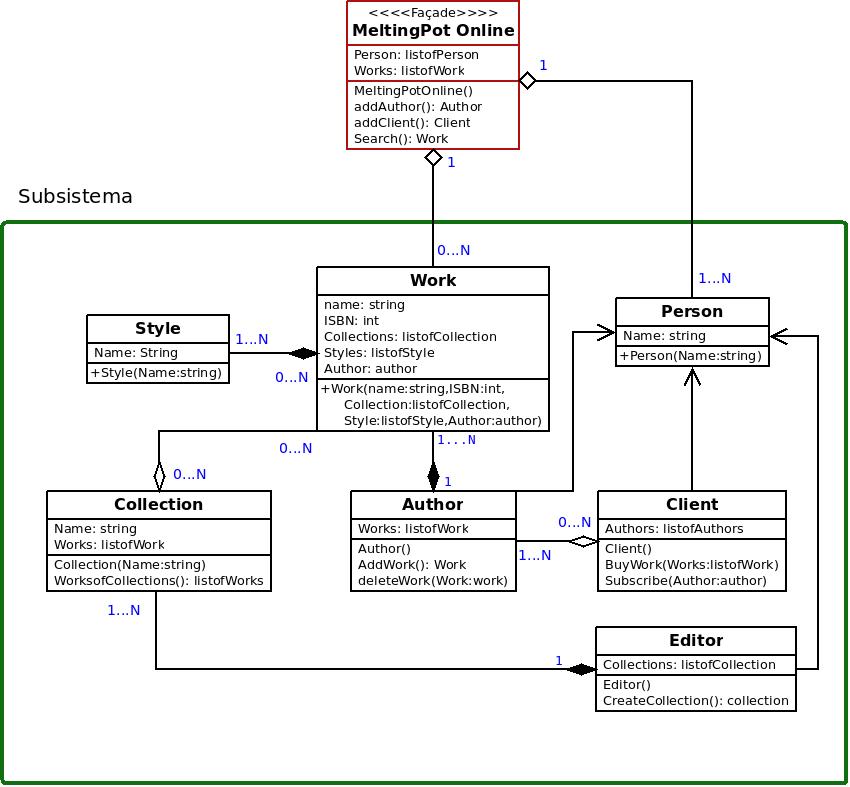 <<<<Façade>>>>
MeltingPot Online
Person: listofPerson
Works: listofWork
MeltingPotOnline()
addAuthor(): Author
addClient(): Client
Search(): Work
1
1
Subsistema
0...N
1...N
Work
name: string
ISBN: int
Collections: listofCollection
Styles: listofStyle
Author: author
+Work(name:string,ISBN:int,
Collection:listofCollection,
Style:listofStyle,Author:author)
Person
Name: string
+Person(Name:string)
Style
Name: String
+Style(Name:string)
1...N
0...N
0...N
0...N
1...N
1
Collection
Name: string
Works: listofWork
Collection(Name:string)
WorksofCollections(): listofWorks
Author
Works: listofWork
Author()
AddWork(): Work
deleteWork(Work:work)
0...N
1...N
Client
Authors: listofAuthors
Client()
BuyWork(Works:listofWork)
Subscribe(Author:author)
1...N
1
Editor
Collections: listofCollection
Editor()
CreateCollection(): collection